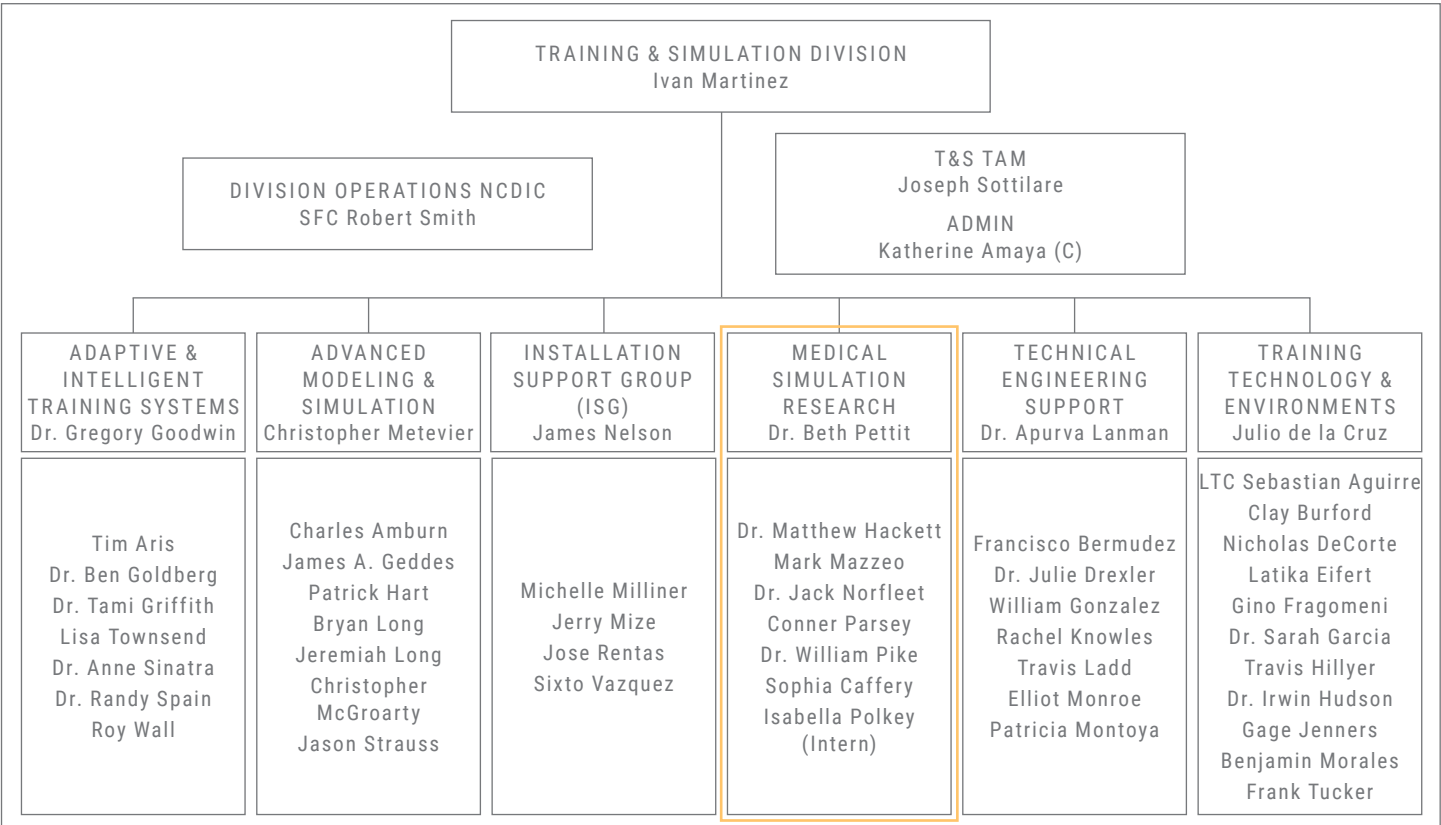 TRAINING & SIMULATION DIVISION
Ivan Martinez
DIVISION OPERATIONS NCDIC
SFC Robert Smith
T&S TAM
Joseph Sottilare
ADMIN
Katherine Amaya (C)
ADAPTIVE &
INTELLIGENT
TRAINING SYSTEMS
Dr. Gregory Goodwin
Tim Aris
Dr. Ben Goldberg
Dr. Tami Griffith
Lisa Townsend
Dr. Anne Sinatra
Dr. Randy Spain
Roy Wall
ADVANCED
MODELING &
SIMULATION
Christopher Metevier
Charles Amburn
James A. Geddes
Patrick Hart
Bryan Long
Jeremiah Long
Christopher
McGroarty
Jason Strauss
INSTALLATION
SUPPORT GROUP
(ISG)
James Nelson
Michelle Milliner
Jerry Mize
Jose Rentas
Sixto Vazquez
MEDICAL
SIMULATION
RESEARCH
Dr. Beth Pettit
Dr. Matthew Hackett
Mark Mazzeo
Dr. Jack Norfleet
Conner Parsey
Dr. William Pike
Sophia Caffery
Isabella Polkey
(Intern)
TECHNICAL
ENGINEERING
SUPPORT
Dr. Apurva Lanman
Francisco Bermudez
Dr. Julie Drexler
William Gonzalez
Rachel Knowles
Travis Ladd
Elliot Monroe
Patricia Montoya
TRAINING
TECHNOLOGY &
ENVIRONMENTS
Julio de la Cruz
LTC Sebastian Aguirre
Clay Burford
Nicholas DeCorte
Latika Eifert
Gino Fragomeni
Dr. Sarah Garcia
Travis Hillyer
Dr. Irwin Hudson
Gage Jenners
Benjamin Morales
Frank Tucker